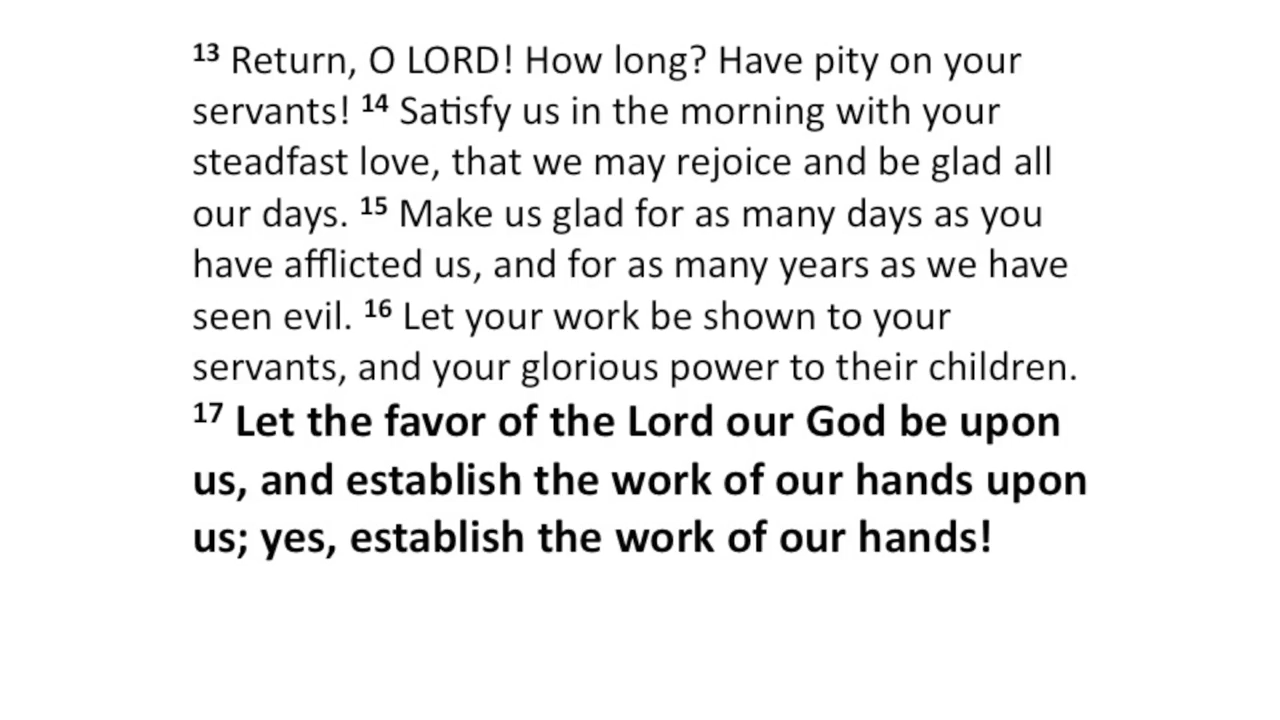 13 Return, O LORD! How long? Have pity on your
servants! 14 Satisfy us in the morning with your
steadfast love, that we may rejoice and be glad all
our days. 15 Make us glad for as many days as you
have afflicted us, and for as many years as we have
seen evil. 16 Let your work be shown to your
servants, and your glorious power to their children.
17 Let the favor of the Lord our God be upon
us, and establish the work of our hands upon
us; yes, establish the work of our hands!